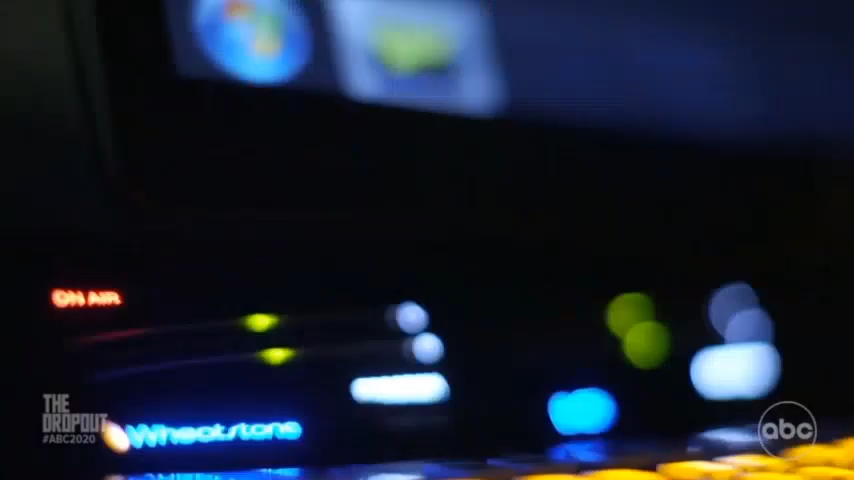 ON AIR
THE
DROPOUT
#ABC2020
Wheatstone
abc